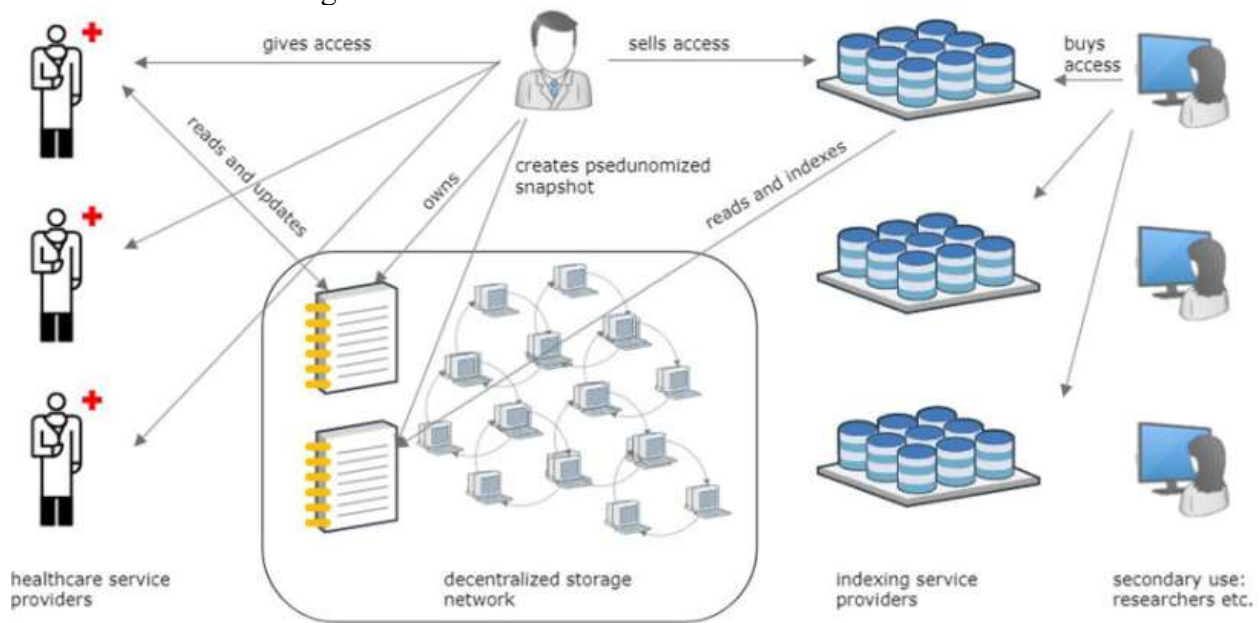 gives access
sells access
buys
access
reads and updates
owns
creates psedunomized
snapshot
reads and indexes
healthcare service
providers
decentralized storage
network
indexing service
providers
secondary use:
researchers etc.